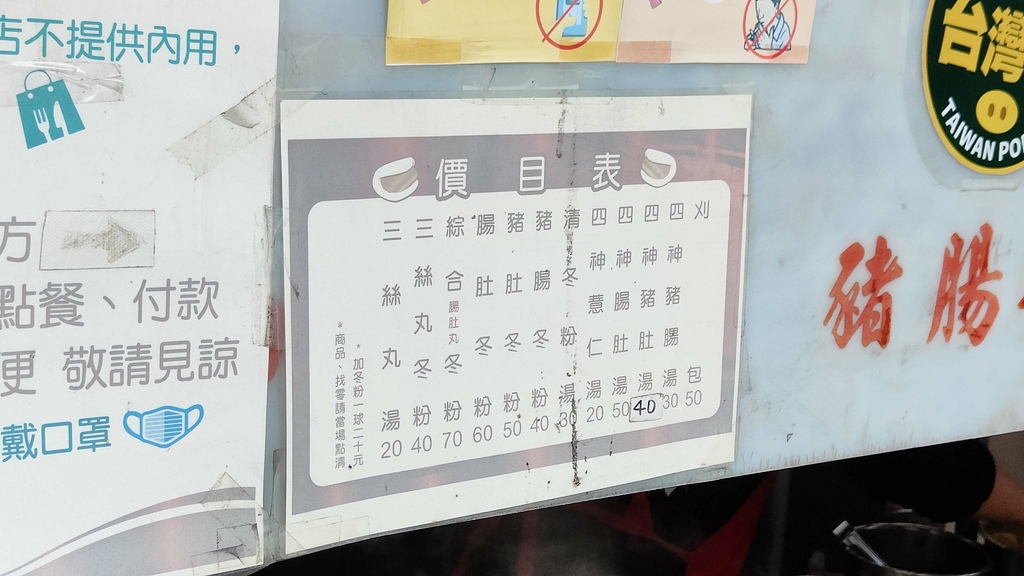 店不提供內用，
方
點餐、付款
便 敬請見諒
戴口罩
價目表
刈包50
四神豬腸湯30
四神豬肚湯40
四神腸肚湯50
四神薏仁湯20
清冬粉湯30
豬腸冬粉40
豬肚冬粉50
腸肚冬粉60
綜合腸肚丸冬粉70
三絲丸冬粉40
三絲丸湯20
*加冬粉一球二十元
*商品、找零請當場點清
台灣
TAIWAN PO
豬腸